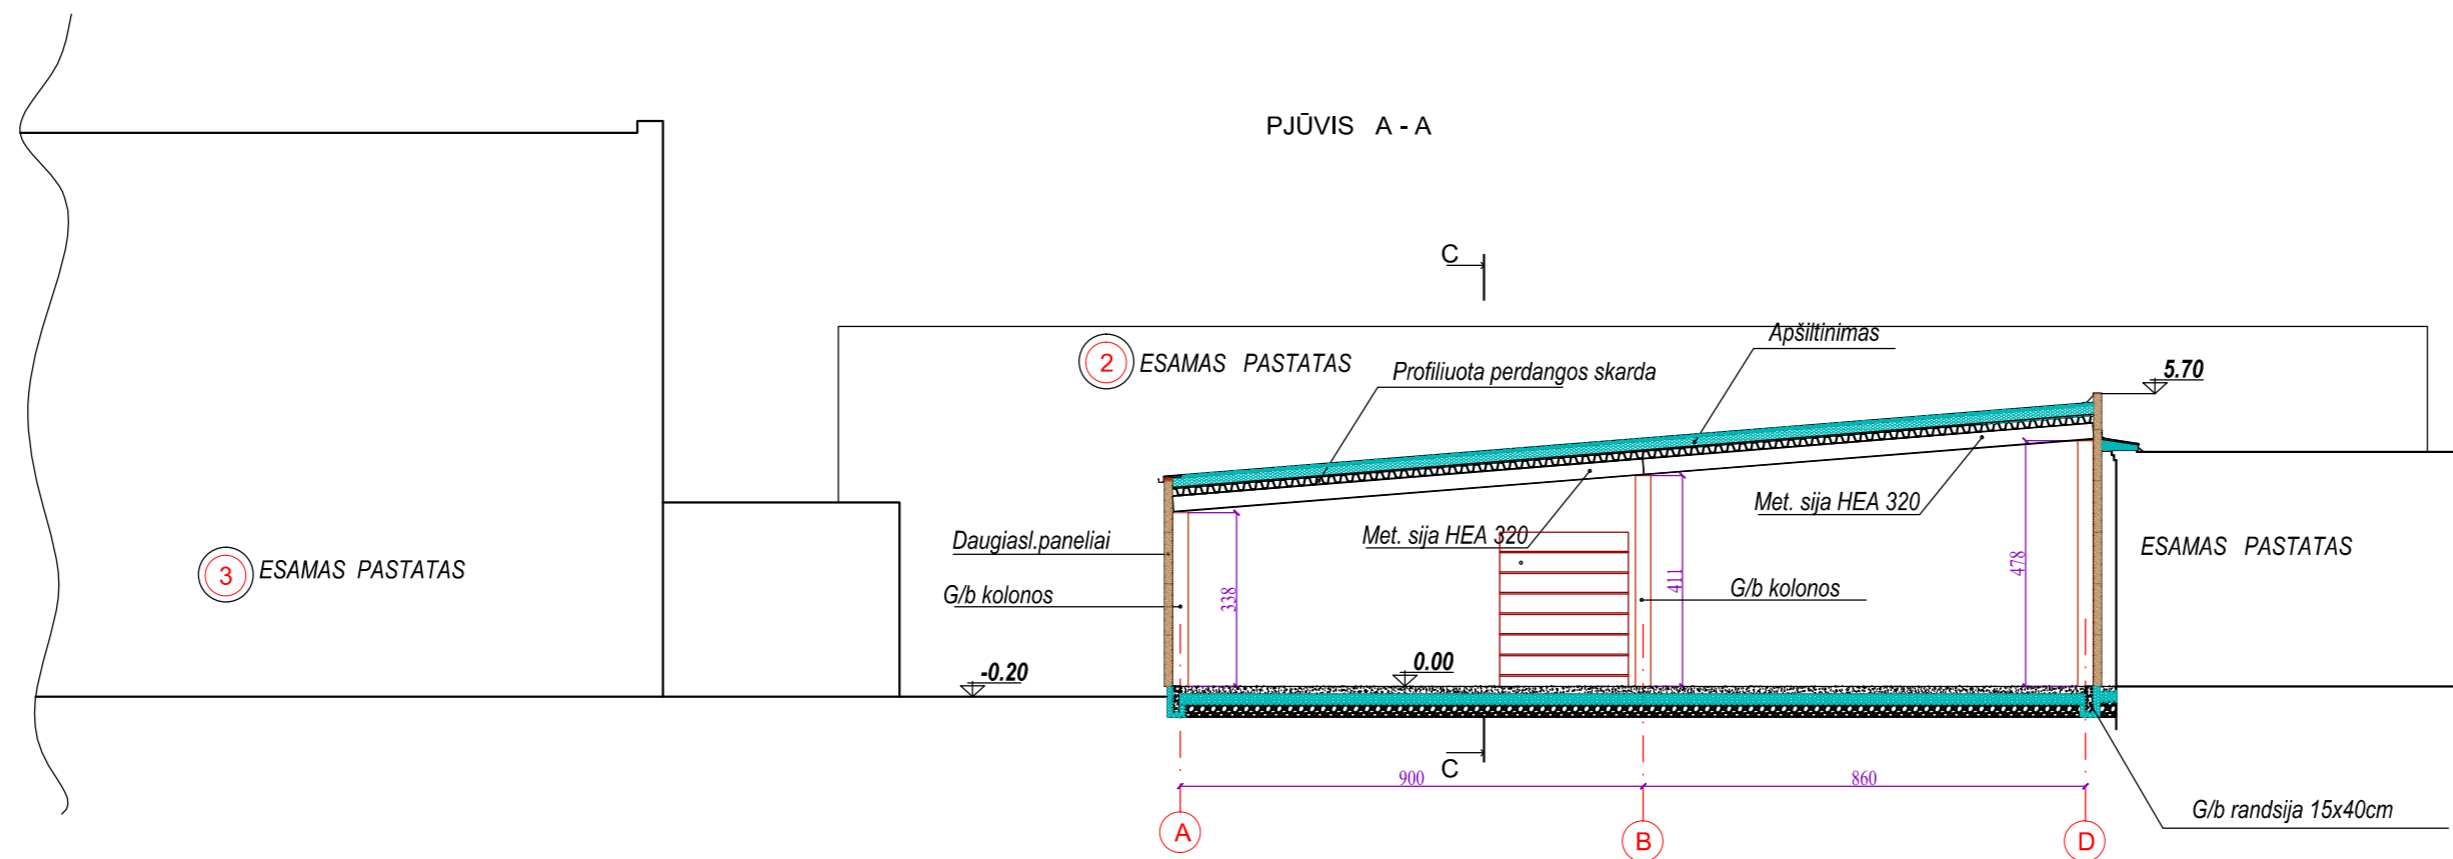 PJŪVIS A - A
C
Apšiltinimas
2 ESAMAS PASTATAS
Profiliuota perdangos skarda
5.70
Met. sija HEA 320
Met. sija HEA 320
Daugiasl.paneliai
ESAMAS PASTATAS
3 ESAMAS PASTATAS
478
411
338
G/b kolonos
G/b kolonos
0.00
-0.20
C
900
860
G/b randsija 15x40cm
A
B
D